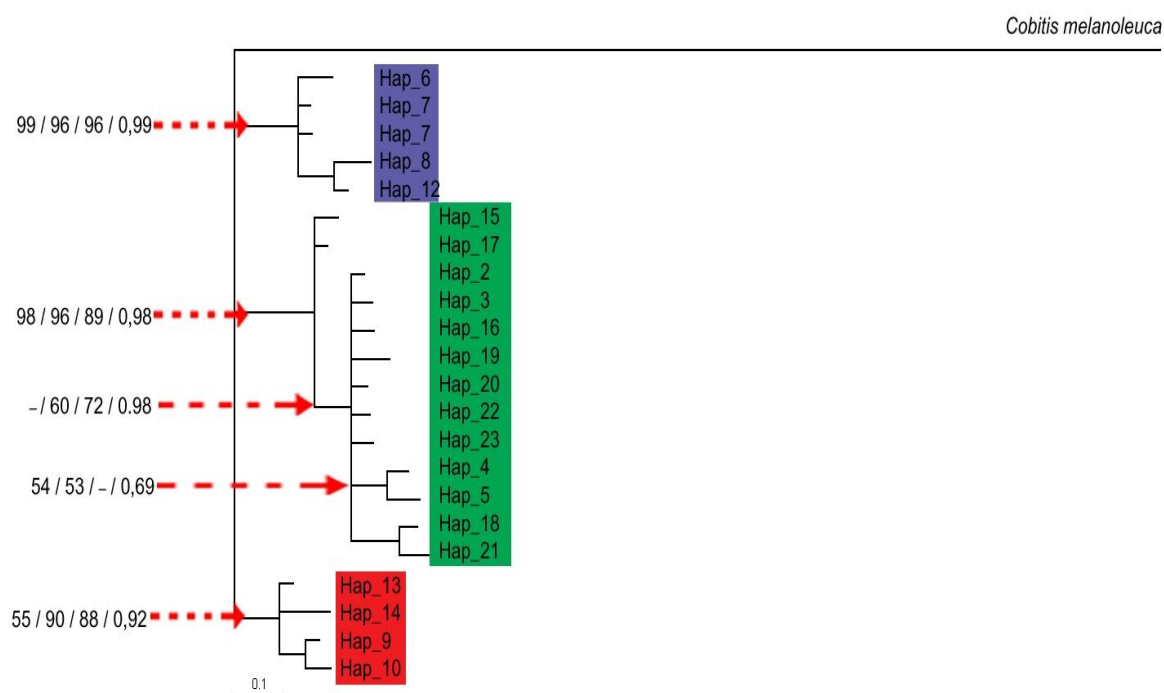 Cobitis melanoleuca
Hap_6
Hap_7
99 / 96 / 96 / 0,99
Hap_7
Hap_8
Hap_12
Hap_15
Hap_17
Hap_2
Hap_3
98 / 96 / 89 / 0,98
Hap_16
Hap_19
Hap_20
– / 60 / 72 / 0.98
Hap_22
Hap_23
Hap_4
54 / 53 / – / 0,69
Hap_5
Hap_18
Hap_21
Hap_13
Hap_14
55 / 90 / 88 / 0,92
Hap_9
Hap_10
0.1